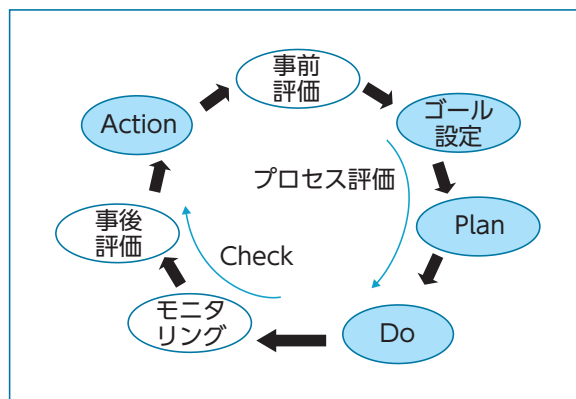 事前
評価
ゴール
設定
Action
プロセス評価
Plan
事後
評価
Check
モニタ
リング
Do